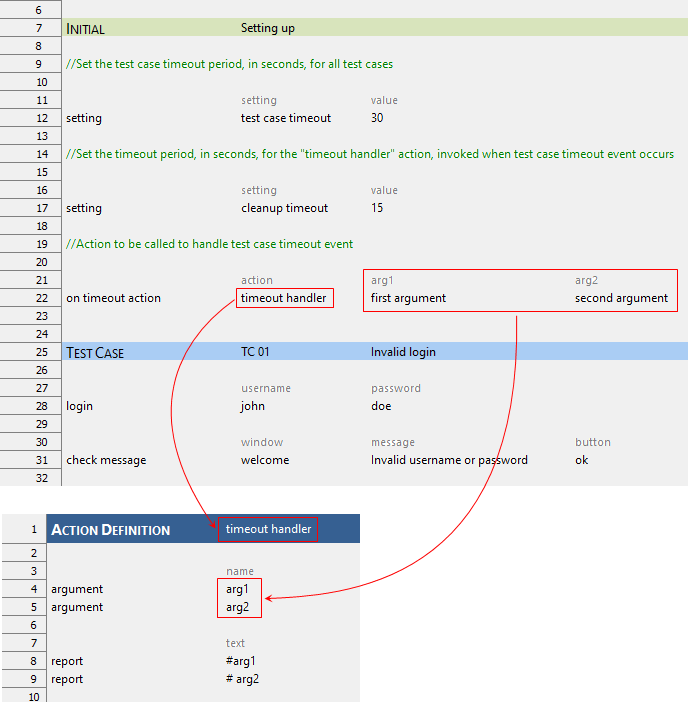 6
7 INITIAL Setting up
8
9 //Set the test case timeout period, in seconds, for all test cases
10
11 setting value
12 setting test case timeout 30
13
14 //Set the timeout period, in seconds, for the "timeout handler" action, invoked when test case timeout event occurs
15
16 setting value
17 setting cleanup timeout 15
18
19 //Action to be called to handle test case timeout event
20
21 action arg1 arg2
22 on timeout action timeout handler first argument second argument
23
24
25 TEST CASE TC 01 Invalid login
26
27 username password
28 login john doe
29
30 window message button
31 check message welcome Invalid username or password ok
32
1 ACTION DEFINITION timeout handler
2
3 name
4 argument arg1
5 argument arg2
6
7 text
8 report #arg1
9 report # arg2
10